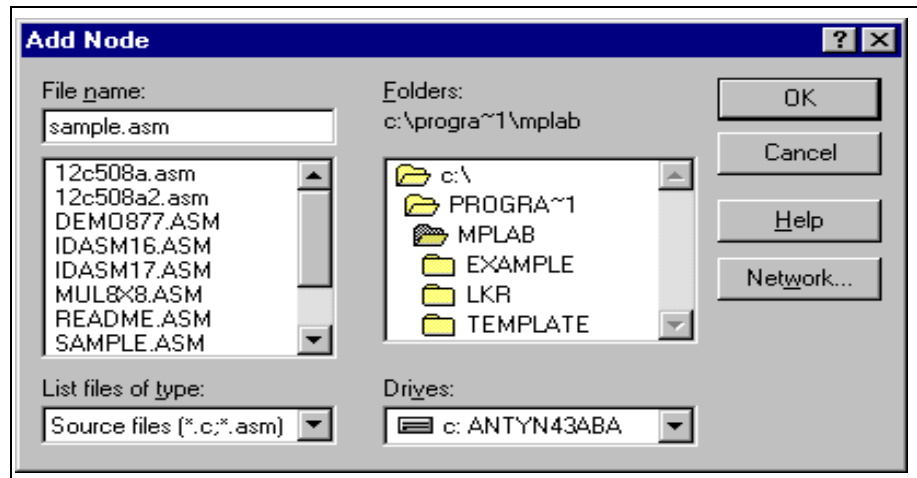 Add Node
File name:
sample.asm
12c508a.asm
12c508a2.asm
DEMO877.ASM
IDASM16.ASM
IDASM17.ASM
MUL8X8.ASM
README.ASM
SAMPLE.ASM
List files of type:
Source files (*.c;*.asm)
Folders:
c:\progra~1\mplab
c:\
PROGRA~1
MPLAB
EXAMPLE
LKR
TEMPLATE
Drives:
c: ANTYN43ABA
OK
Cancel
Help
Network...